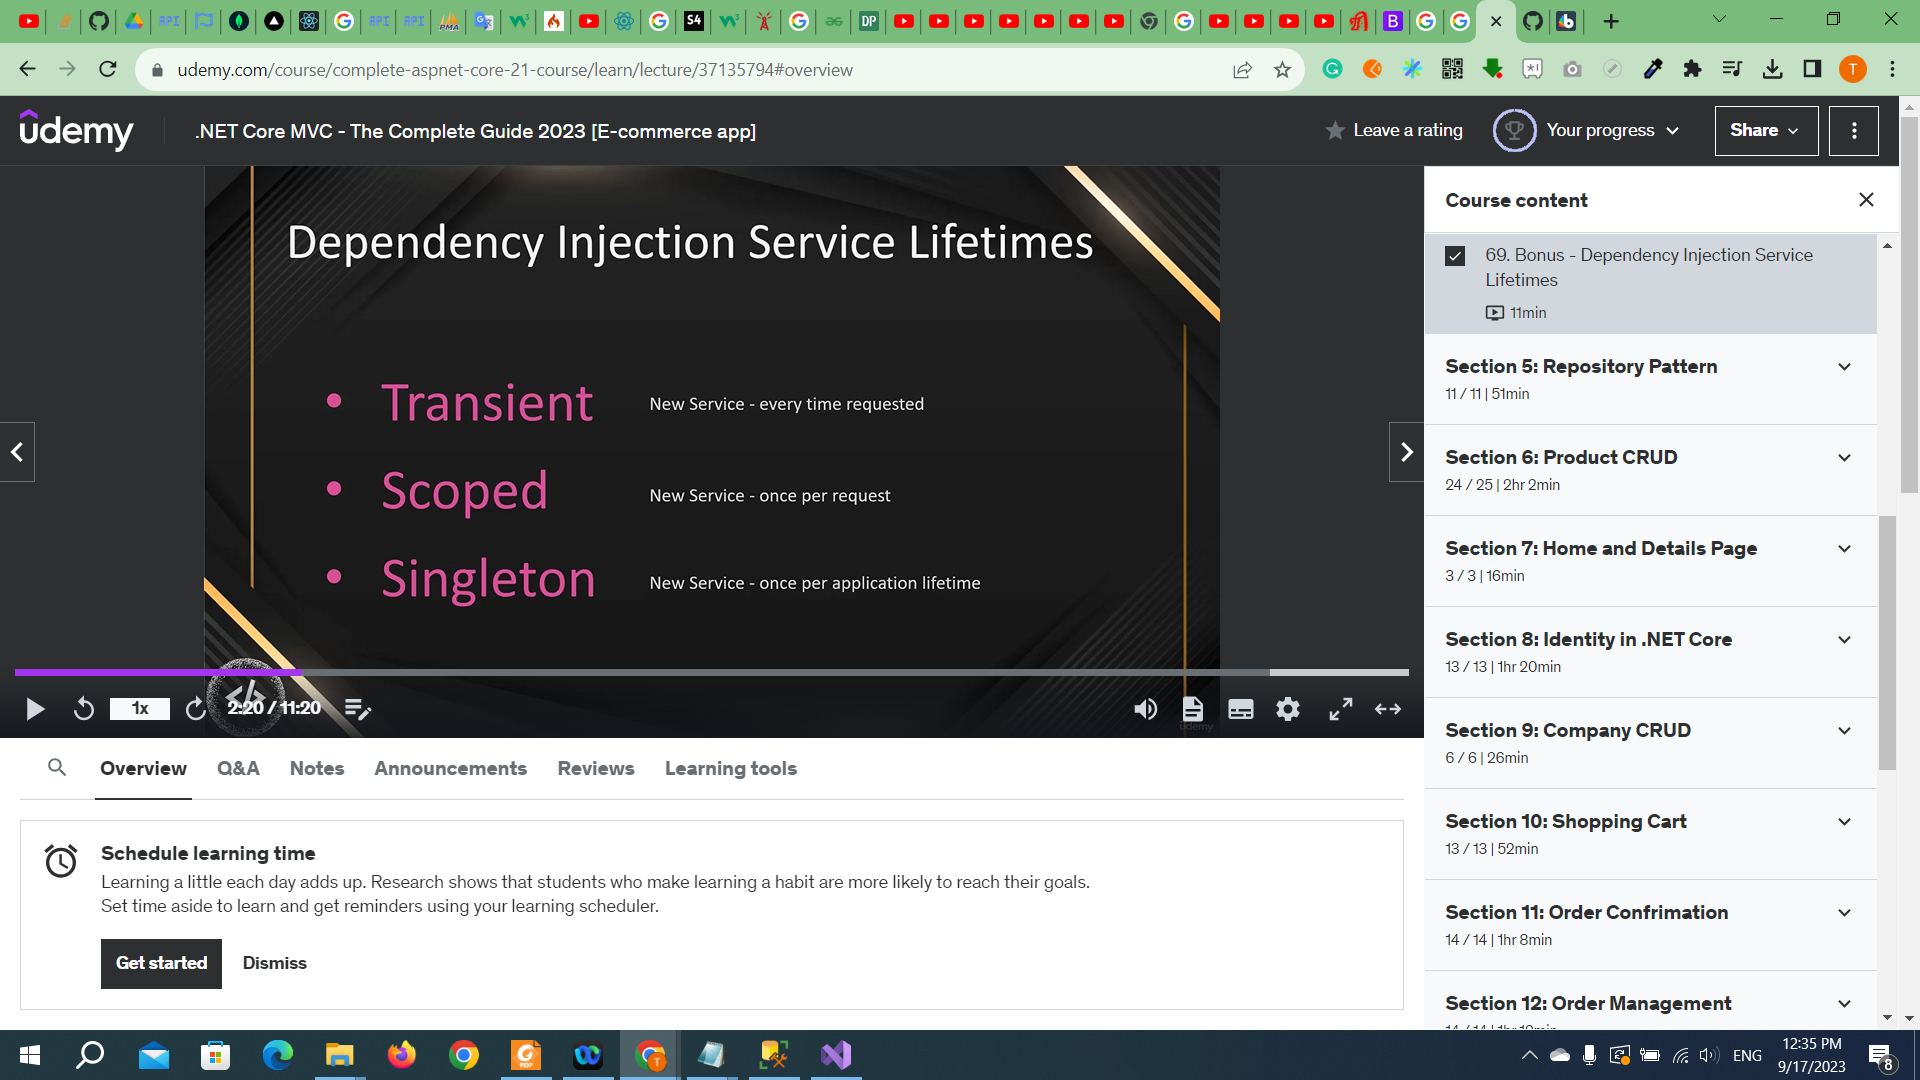 udemy.com/course/complete-aspnet-core-21-course/learn/lecture/37135794#overview
T
udemy
.NET Core MVC - The Complete Guide 2023 [E-commerce app]
Leave a rating
Your progress
Share
Dependency Injection Service Lifetimes
• Transient New Service - every time requested
• Scoped New Service - once per request
• Singleton New Service - once per application lifetime
1x
2:20 / 11:20
udemy
Course content
69. Bonus - Dependency Injection Service
Lifetimes
11min
Section 5: Repository Pattern
11 / 11 | 51min
Section 6: Product CRUD
24 / 25 | 2hr 2min
Section 7: Home and Details Page
3 / 3 | 16min
Section 8: Identity in .NET Core
13 / 13 | 1hr 20min
Section 9: Company CRUD
6 / 6 | 26min
Section 10: Shopping Cart
13 / 13 | 52min
Section 11: Order Confrimation
14 / 14 | 1hr 8min
Section 12: Order Management
Overview
Q&A
Notes
Announcements
Reviews
Learning tools
Schedule learning time
Learning a little each day adds up. Research shows that students who make learning a habit are more likely to reach their goals.
Set time aside to learn and get reminders using your learning scheduler.
Get started
Dismiss
ENG
12:35 PM
9/17/2023
8